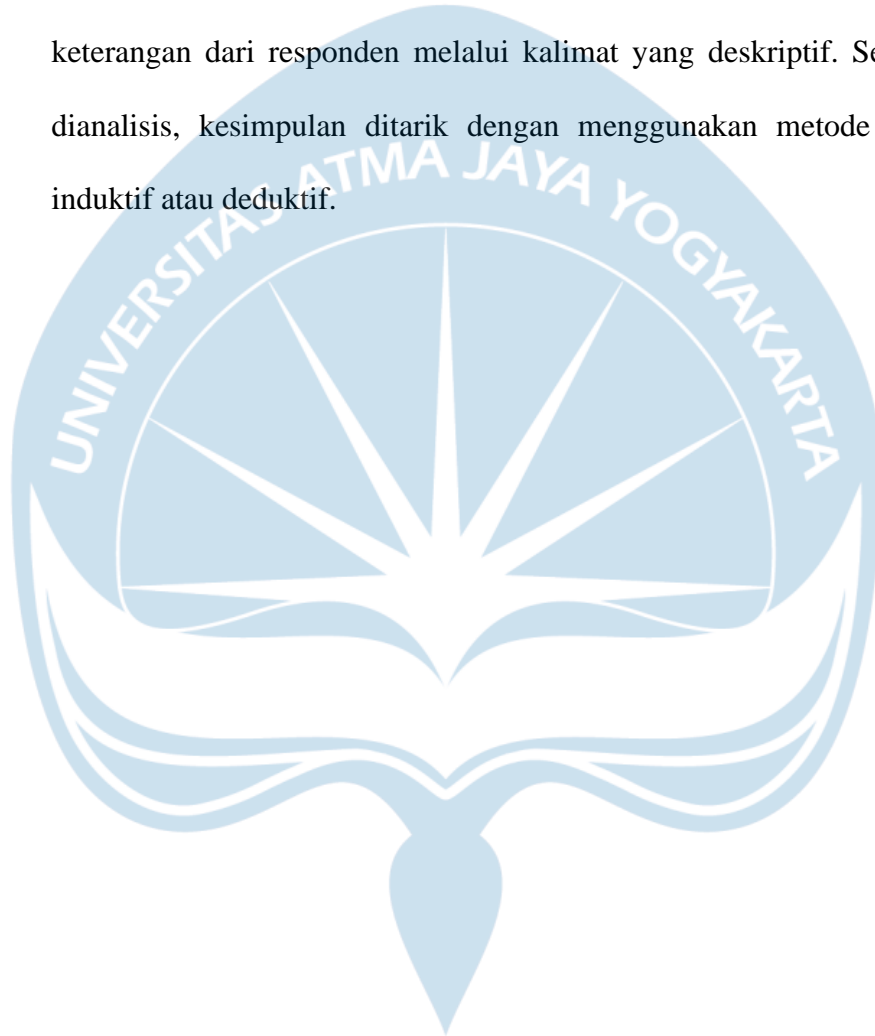 keterangan dari responden melalui kalimat yang deskriptif.
dianalisis, kesimpulan ditarik dengan menggunakan metode
induktif atau deduktif.
UNIVERSITAS ATMA JAYA YOGYAKARTA